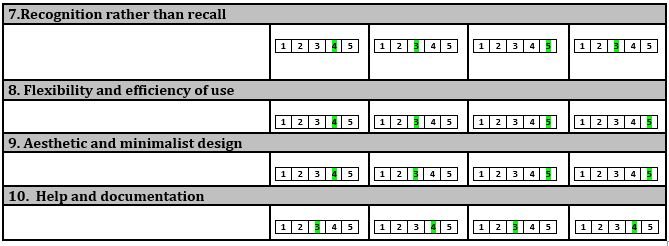 7.Recognition rather than recall
1 2 3 4 5 1 2 3 4 5 1 2 3 4 5 1 2 3 4 5
8. Flexibility and efficiency of use
1 2 3 4 5 1 2 3 4 5 1 2 3 4 5 1 2 3 4 5
9. Aesthetic and minimalist design
1 2 3 4 5 1 2 3 4 5 1 2 3 4 5 1 2 3 4 5
10. Help and documentation
1 2 3 4 5 1 2 3 4 5 1 2 3 4 5 1 2 3 4 5